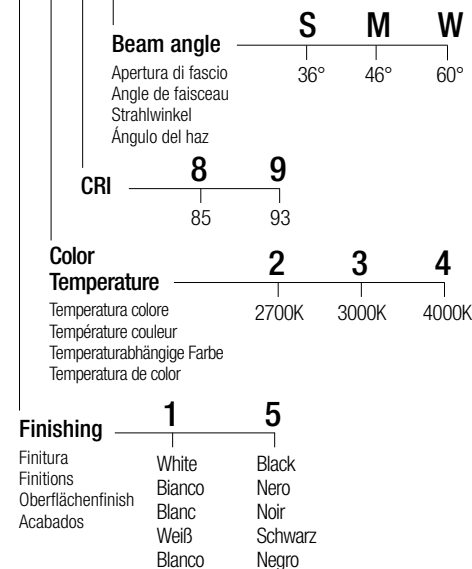 Beam angle
S M W
36° 46° 60°
Apertura di fascio
Angle de faisceau
Strahlwinkel
Ángulo del haz
CRI
8 9
85 93
Color
Temperature
2 3 4
2700K 3000K 4000K
Temperatura colore
Température couleur
Temperaturabhängige Farbe
Temperatura de color
Finishing
1 5
Finitura
Finitions
Oberflächenfinish
Acabados
White Black
Bianco Nero
Blanc Noir
Weiß Schwarz
Blanco Negro